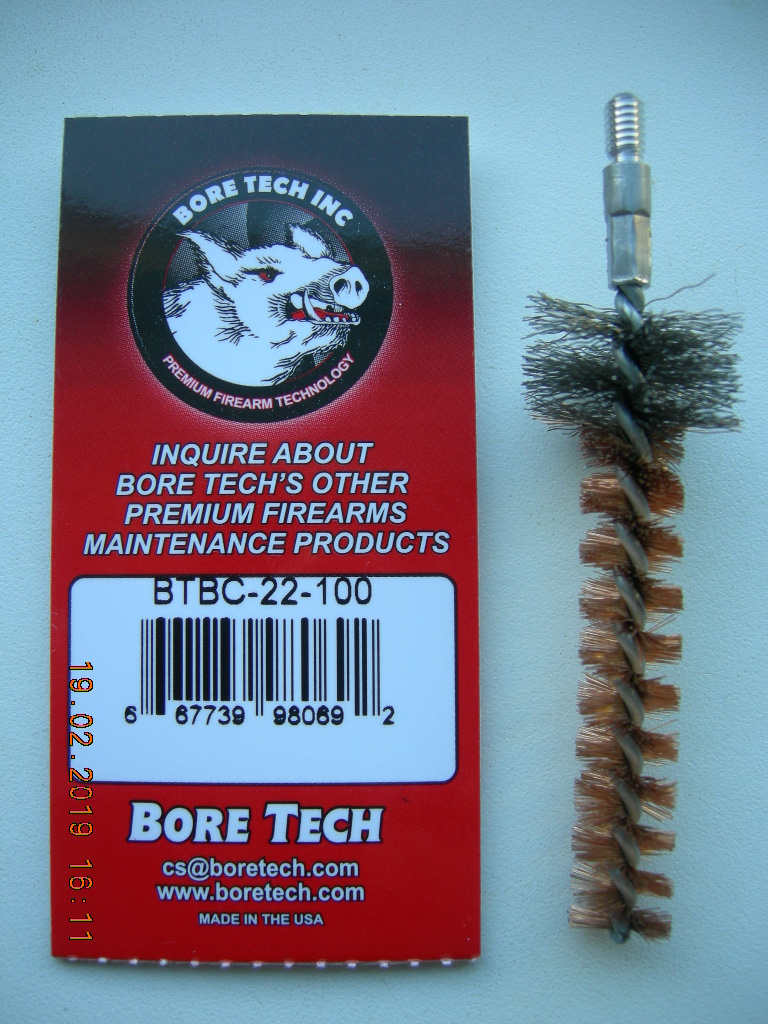 BORE TECH INC
PREMIUM FIREARM TECHNOLOGY
INQUIRE ABOUT
BORE TECH'S OTHER
PREMIUM FIREARMS
MAINTENANCE PRODUCTS
BTBC-22-100
6 67739 98069 2
BORE TECH
cs@boretech.com
www.boretech.com
MADE IN THE USA
19.02.2019 16:11